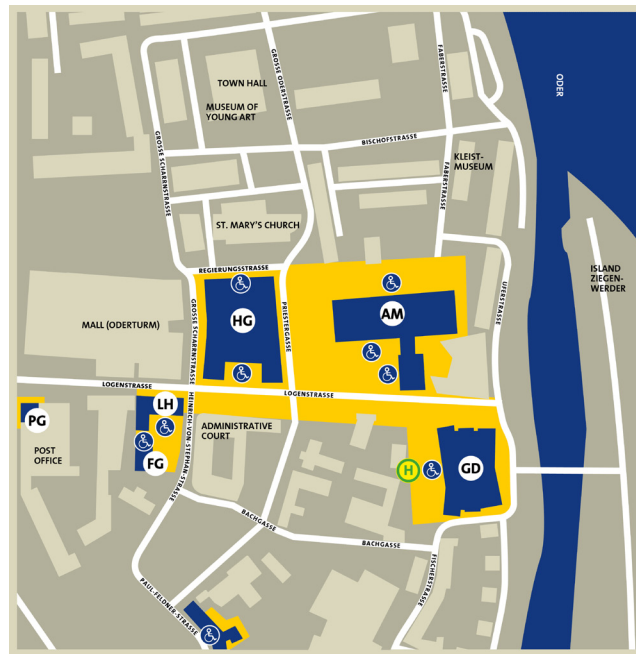 GROSSE ODERSTRASSE
FABERSTRASSE
ODER
TOWN HALL
MUSEUM OF
YOUNG ART
GROSSE SCHARRNSTRASSE
BISCHOFSTRASSE
KLEIST-
MUSEUM
FABERSTRASSE
ST. MARY'S CHURCH
REGIERUNGSSTRASSE
ISLAND
ZIEGEN-
WERDER
UFERSTRASSE
HG
AM
PRIESTERGASSE
GROSSE SCHARRNSTRASSE
MALL (ODERTURM)
LOGENSTRASSE
LOGENSTRASSE
PG
LH
HEINRICH-VON-STEPHAN-STRASSE
ADMINISTRATIVE
COURT
POST
OFFICE
FG
H
GD
BACHGASSE
BACHGASSE
FISCHERSTRASSE
PAUL-FELDNER-STRASSE